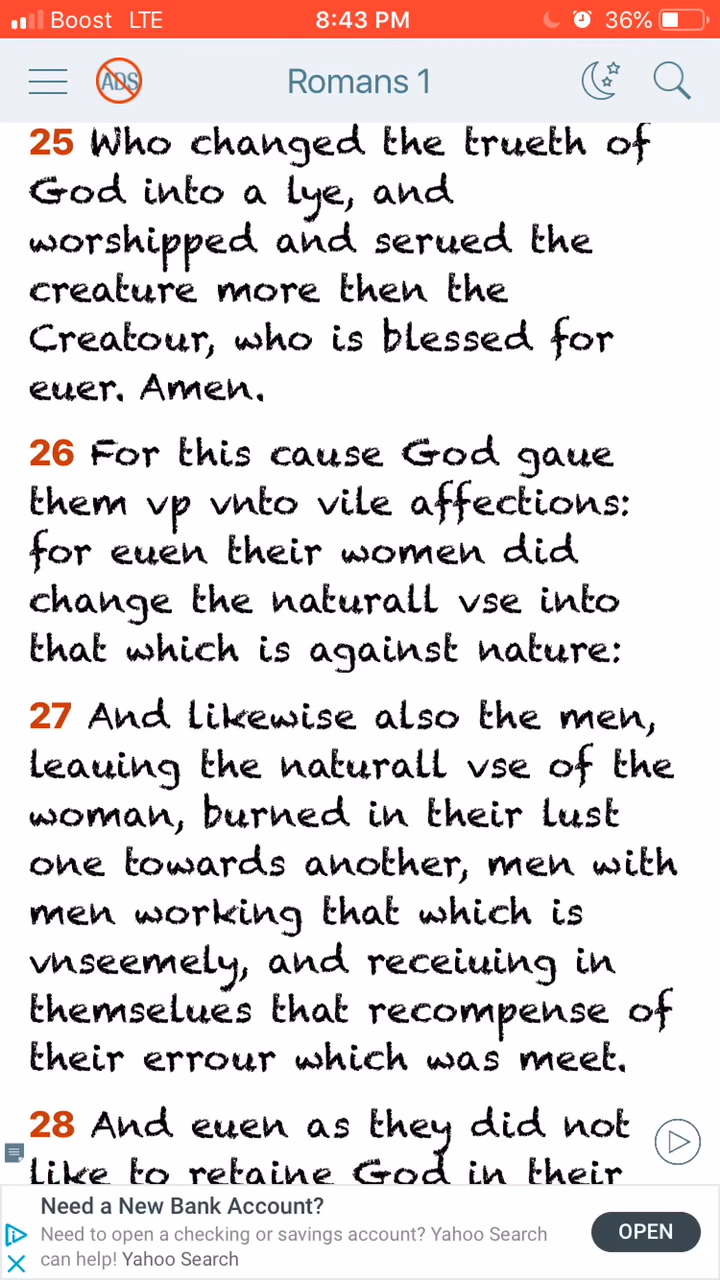 Boost LTE 8:43 PM 36%
ADS Romans 1
25 Who changed the trueth of
God into a lye, and
worshipped and serued the
creature more then the
Creatour, who is blessed for
euer. Amen.
26 For this cause God gaue
them vp vnto vile affections:
for euen their women did
change the naturall vse into
that which is against nature:
27 And likewise also the men,
leauing the naturall vse of the
woman, burned in their lust
one towards another, men with
men working that which is
vnseemely, and receiuing in
themselues that recompense of
their errour which was meet.
28 And euen as they did not
like to retaine God in their
Need a New Bank Account?
Need to open a checking or savings account? Yahoo Search
can help! Yahoo Search
OPEN